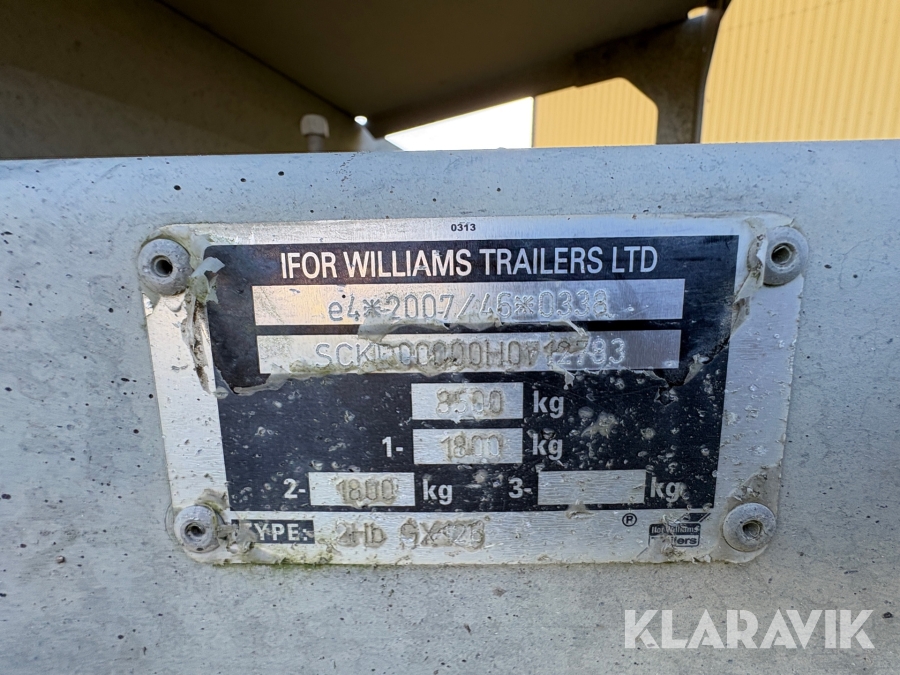 0313
IFOR WILLIAMS TRAILERS LTD
e4*2007/46*0338
kg
1- 1800 kg
2- 1800 kg 3- kg
TYPE:
Ifor Williams
Trailers
KLARAVIK